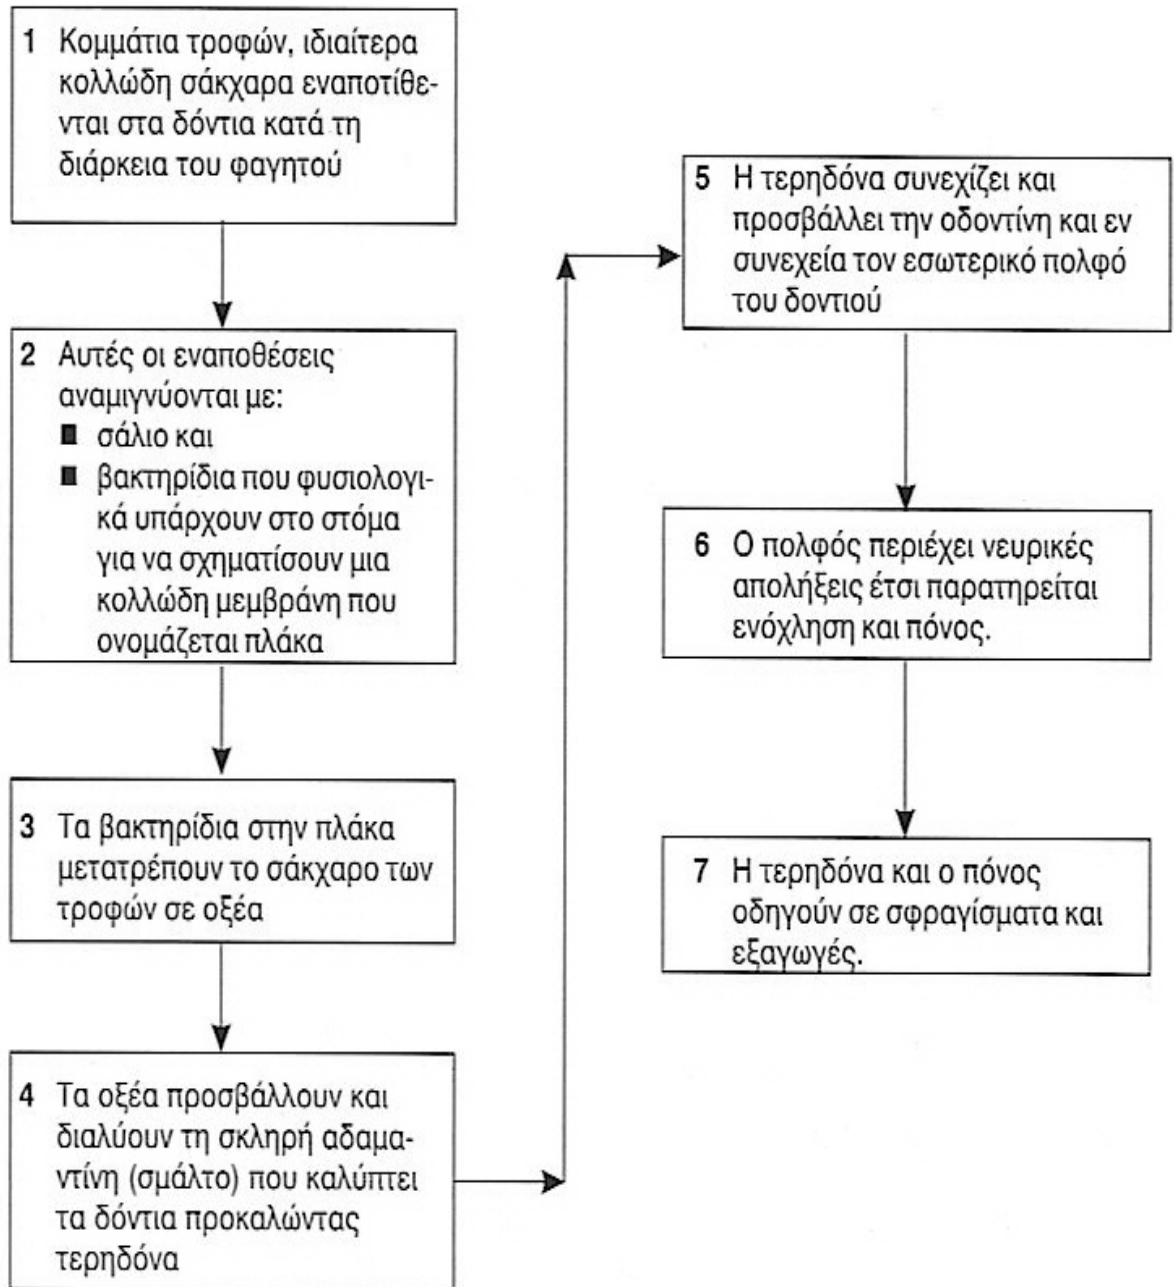 1 Κομμάτια τροφών, ιδιαίτερα
κολλώδη σάκχαρα εναποτίθε-
νται στα δόντια κατά τη
διάρκεια του φαγητού
2 Αυτές οι εναποθέσεις
αναμιγνύονται με:
■ σάλιο και
■ βακτηρίδια που φυσιολογι-
κά υπάρχουν στο στόμα
για να σχηματίσουν μια
κολλώδη μεμβράνη που
ονομάζεται πλάκα
3 Τα βακτηρίδια στην πλάκα
μετατρέπουν το σάκχαρο των
τροφών σε οξέα
4 Τα οξέα προσβάλλουν και
διαλύουν τη σκληρή αδαμα-
ντίνη (σμάλτο) που καλύπτει
τα δόντια προκαλώντας
τερηδόνα
5 Η τερηδόνα συνεχίζει και
προσβάλλει την οδοντίνη και εν
συνεχεία τον εσωτερικό πολφό
του δοντιού
6 Ο πολφός περιέχει νευρικές
απολήξεις έτσι παρατηρείται
ενόχληση και πόνος.
7 Η τερηδόνα και ο πόνος
οδηγούν σε σφραγίσματα και
εξαγωγές.